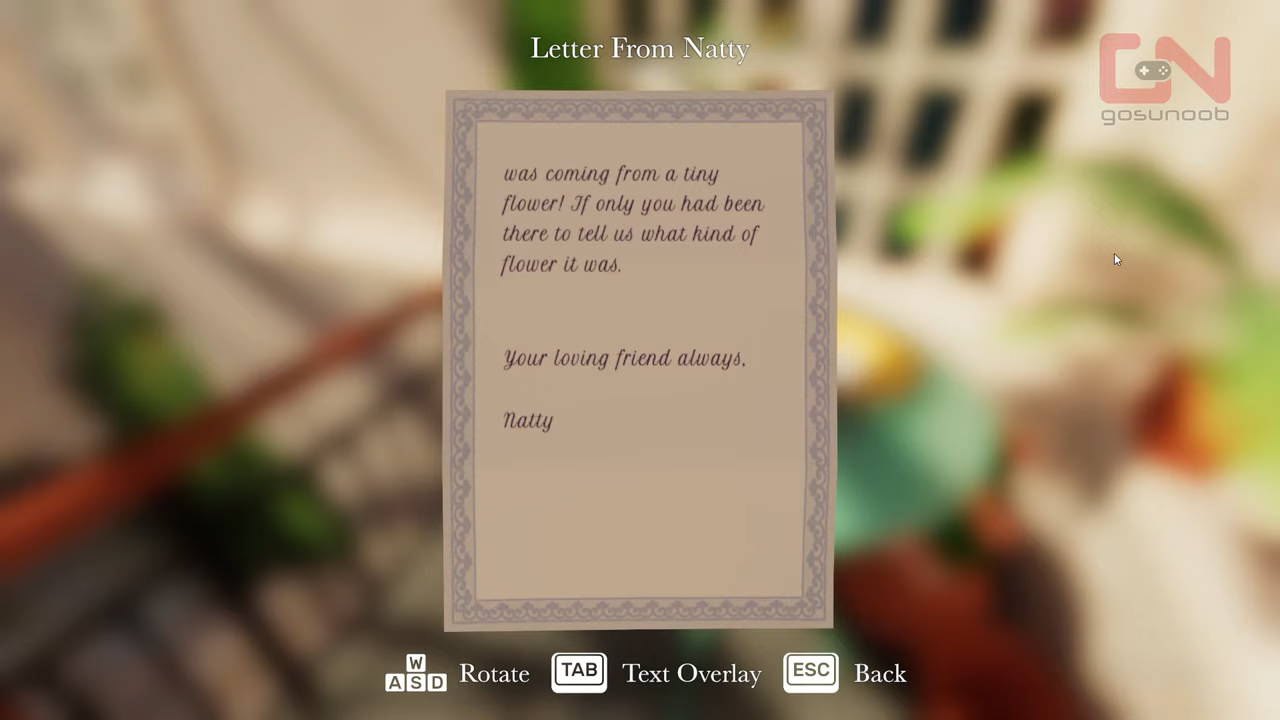 Letter From Natty
GN
gosunoob
was coming from a tiny
flower! If only you had been
there to tell us what kind of
flower it was.
Your loving friend always,
Natty
W
A S D Rotate TAB Text Overlay ESC Back